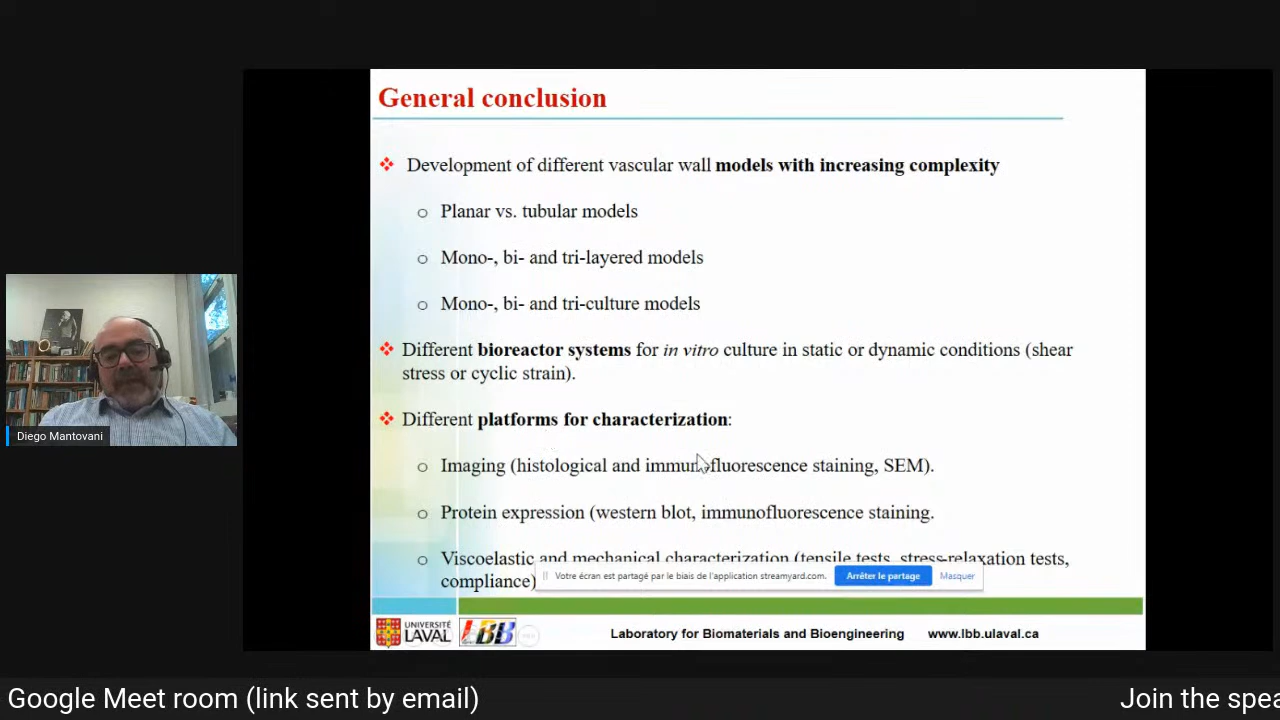 General conclusion
Development of different vascular wall models with increasing complexity
Planar vs. tubular models
Mono-, bi- and tri-layered models
Mono-, bi- and tri-culture models
Different bioreactor systems for in vitro culture in static or dynamic conditions (shear
stress or cyclic strain).
Different platforms for characterization:
Imaging (histological and immunofluorescence staining, SEM).
Protein expression (western blot, immunofluorescence staining.
Viscoelastic and mechanical characterization (tensile tests, stress-relaxation tests,
compliance)
Votre écran est partagé par le biais de l'application streamyard.com.
Arrêter le partage
Masquer
UNIVERSITÉ
LAVAL
LBB
Laboratory for Biomaterials and Bioengineering
www.lbb.ulaval.ca
Diego Mantovani
Google Meet room (link sent by email)
Join the spea